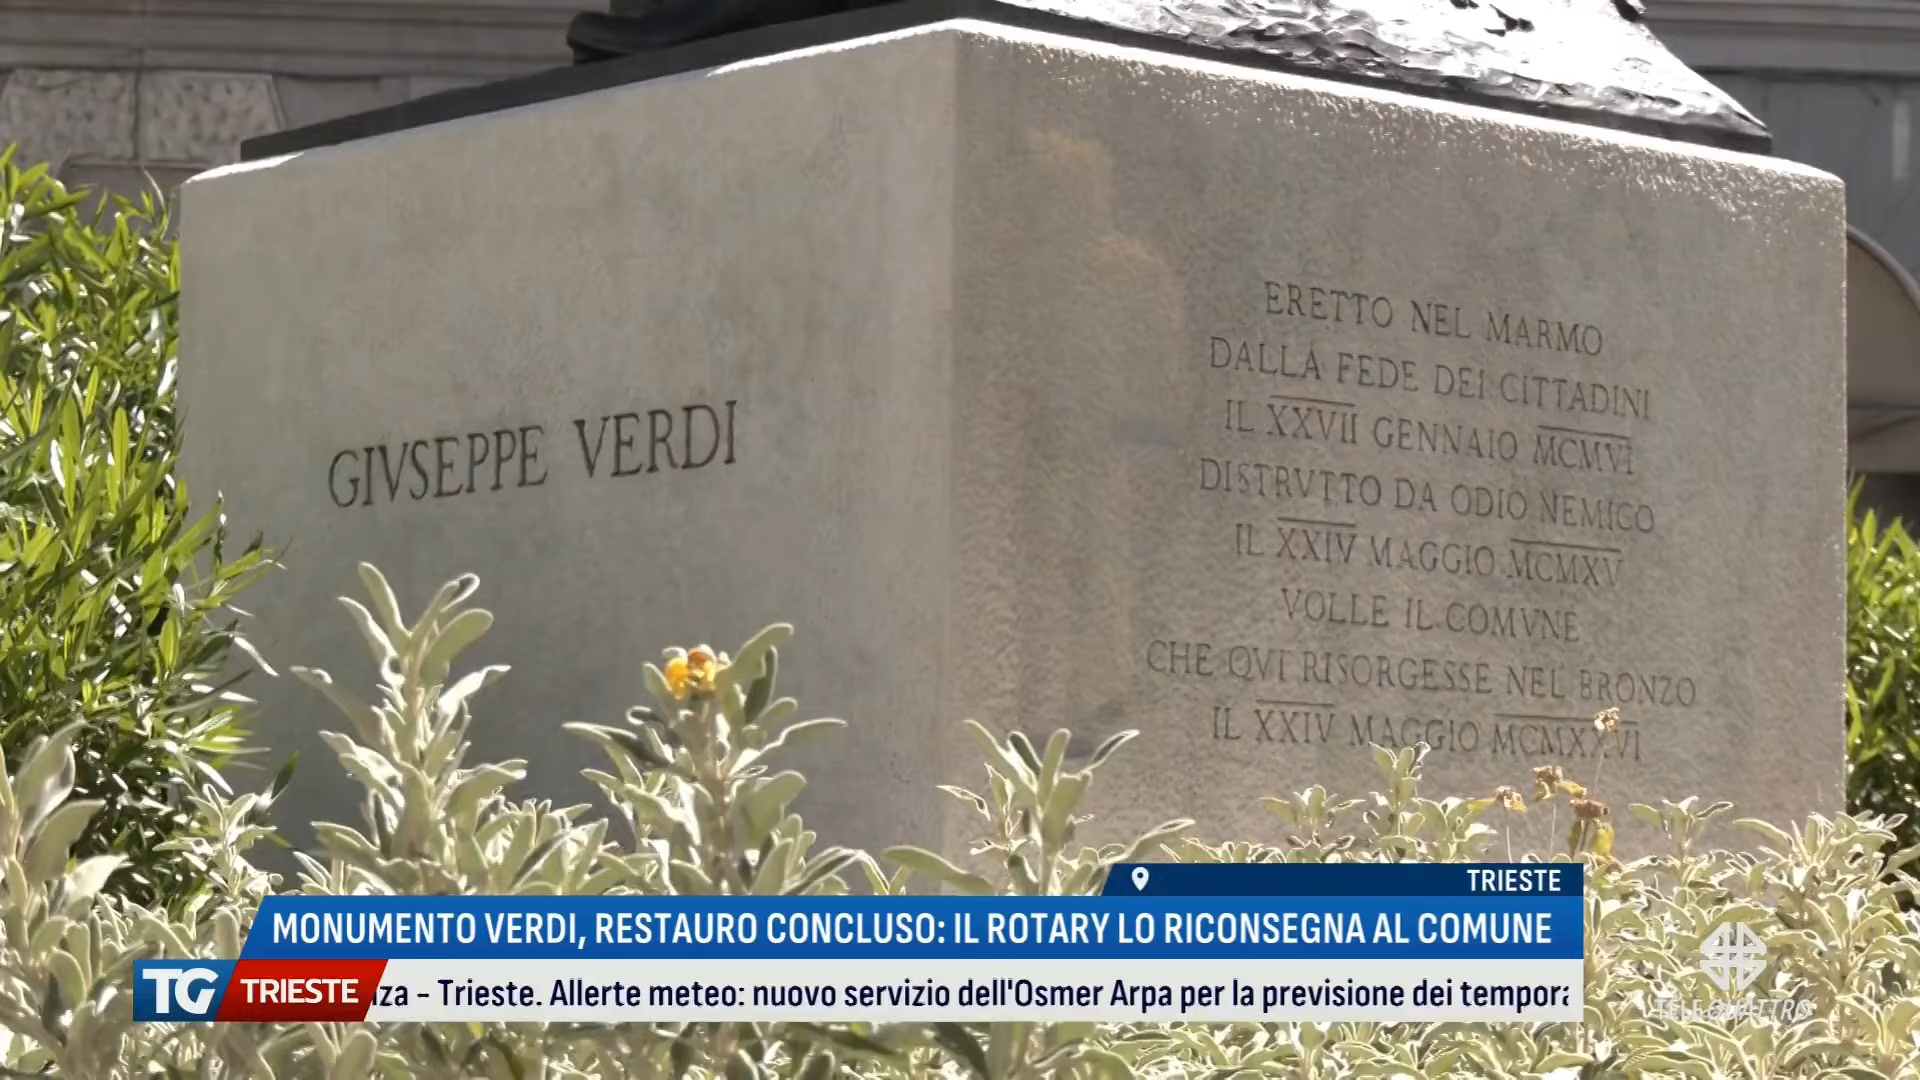 GIVSEPPE VERDI
ERETTO NEL MARMO
DALLA FEDE DEI CITTADINI
IL XXVII GENNAIO MCMVI
DISTRVTTO DA ODIO NEMICO
IL XXIV MAGGIO MCMXV
VOLLE IL COMVNE
CHE QVI RISORGESSE NEL BRONZO
IL XXIV MAGGIO MCMXXVI
TRIESTE
MONUMENTO VERDI, RESTAURO CONCLUSO: IL ROTARY LO RICONSEGNA AL COMUNE
TG TRIESTE
nza - Trieste. Allerte meteo: nuovo servizio dell'Osmer Arpa per la previsione dei tempora
TELEQUATTRO